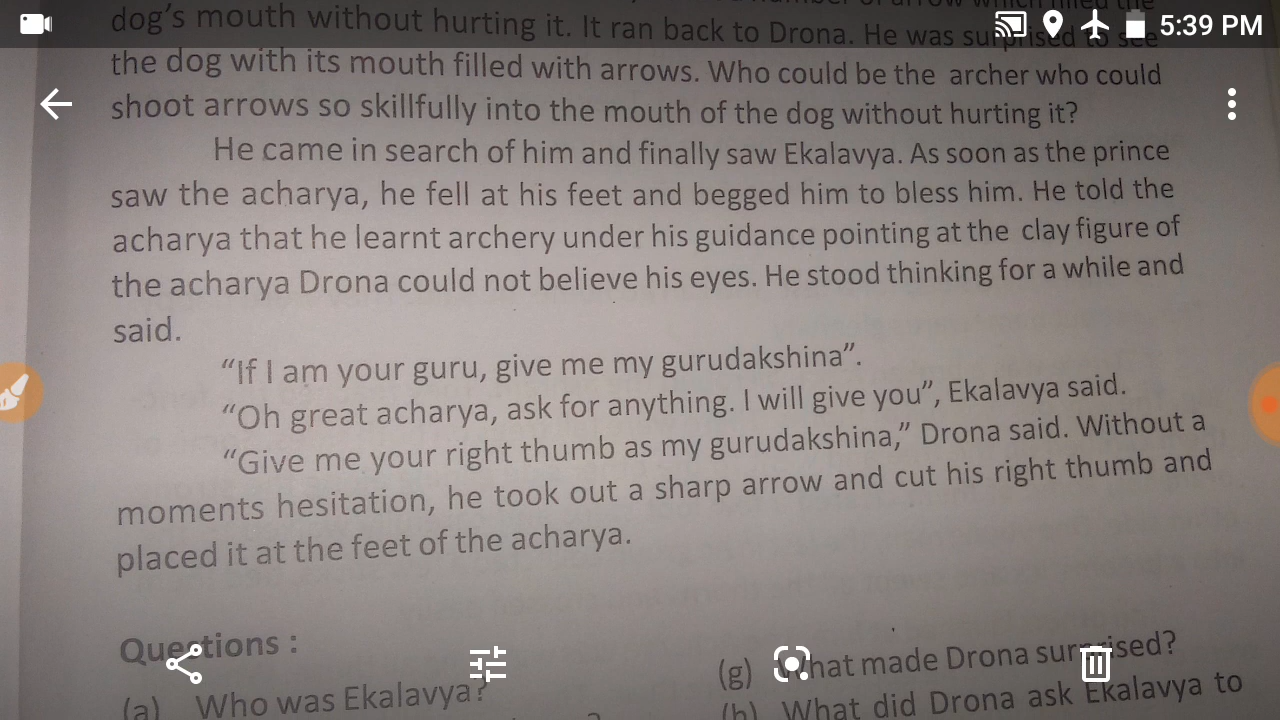 5:39 PM
dog's mouth without hurting it. It ran back to Drona. He was surprised to see
the dog with its mouth filled with arrows. Who could be the archer who could
shoot arrows so skillfully into the mouth of the dog without hurting it?
He came in search of him and finally saw Ekalavya. As soon as the prince
saw the acharya, he fell at his feet and begged him to bless him. He told the
acharya that he learnt archery under his guidance pointing at the clay figure of
the acharya Drona could not believe his eyes. He stood thinking for a while and
said.
“If I am your guru, give me my gurudakshina”.
“Oh great acharya, ask for anything. I will give you”, Ekalavya said.
“Give me your right thumb as my gurudakshina,” Drona said. Without a
moments hesitation, he took out a sharp arrow and cut his right thumb and
placed it at the feet of the acharya.
Questions :
(a) Who was Ekalavya?
(g) What made Drona surprised?
(h) What did Drona ask Ekalavya to